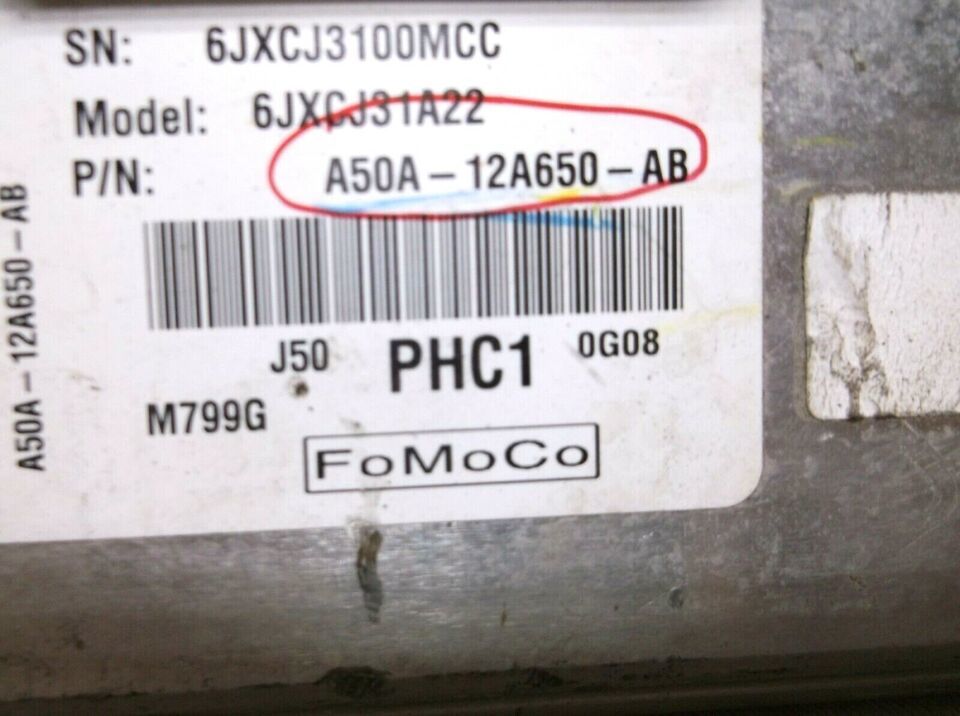 SN: 6JXCJ3100MCC
Model: 6JXCJ31A22
P/N: A50A-12A650-AB
J50 PHC1 0G08
M799G
FoMoCo
A50A-12A650-AB